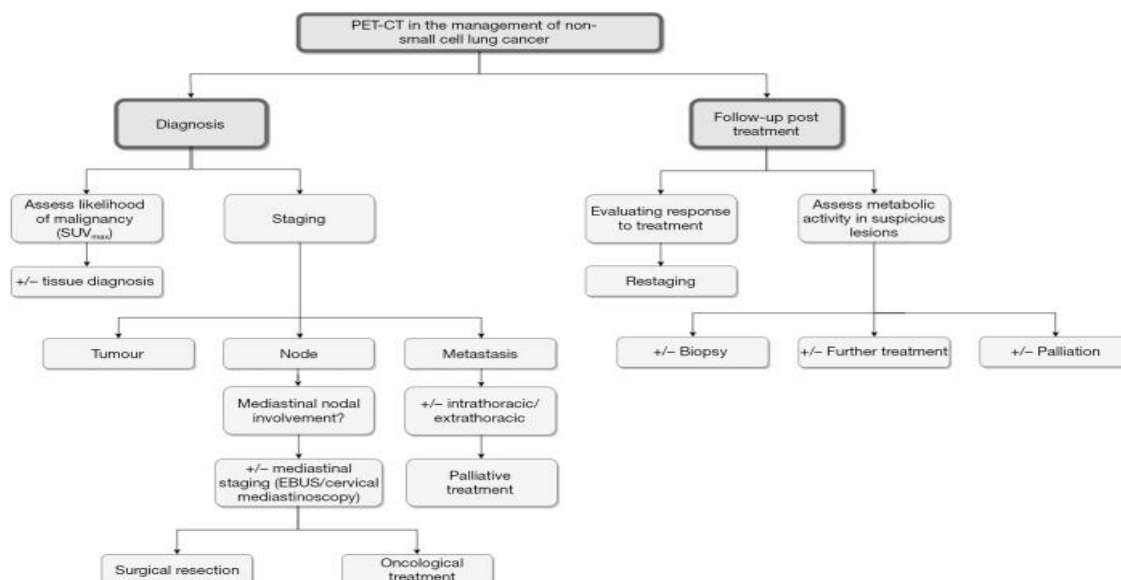 PET-CT in the management of non-
small cell lung cancer
Diagnosis
Follow-up post
treatment
Assess likelihood
of malignancy
(SUVmax)
Staging
Evaluating response
to treatment
Assess metabolic
activity in suspicious
lesions
+/– tissue diagnosis
Restaging
Tumour
Node
Metastasis
+/– Biopsy
+/– Further treatment
+/– Palliation
Mediastinal nodal
involvement?
+/– intrathoracic/
extrathoracic
+/– mediastinal
staging (EBUS/cervical
mediastinoscopy)
Palliative
treatment
Surgical resection
Oncological
treatment